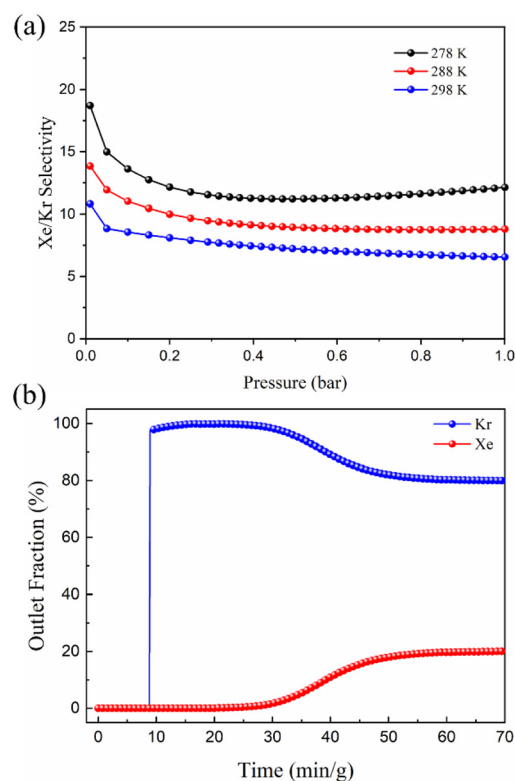 (a)
25
20
15
10
5
0
Xe/Kr Selectivity
278 K
288 K
298 K
0.0 0.2 0.4 0.6 0.8 1.0
Pressure (bar)
(b)
100
80
60
40
20
0
Outlet Fraction (%)
Kr
Xe
0 10 20 30 40 50 60 70
Time (min/g)